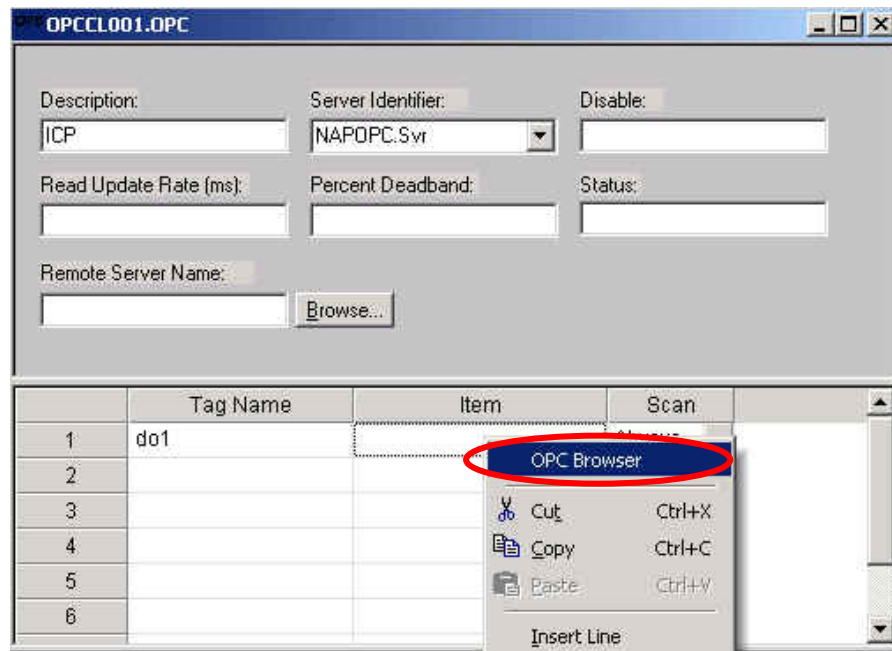 OPCCL001.OPC
Description: Server Identifier: Disable:
ICP NAPOPC.Svr
Read Update Rate (ms): Percent Deadband: Status:
Remote Server Name:
Browse...
Tag Name Item Scan
1 do1
OPC Browser
2
3 Cut Ctrl+X
4 Copy Ctrl+C
5 Paste Ctrl+V
6
Insert Line